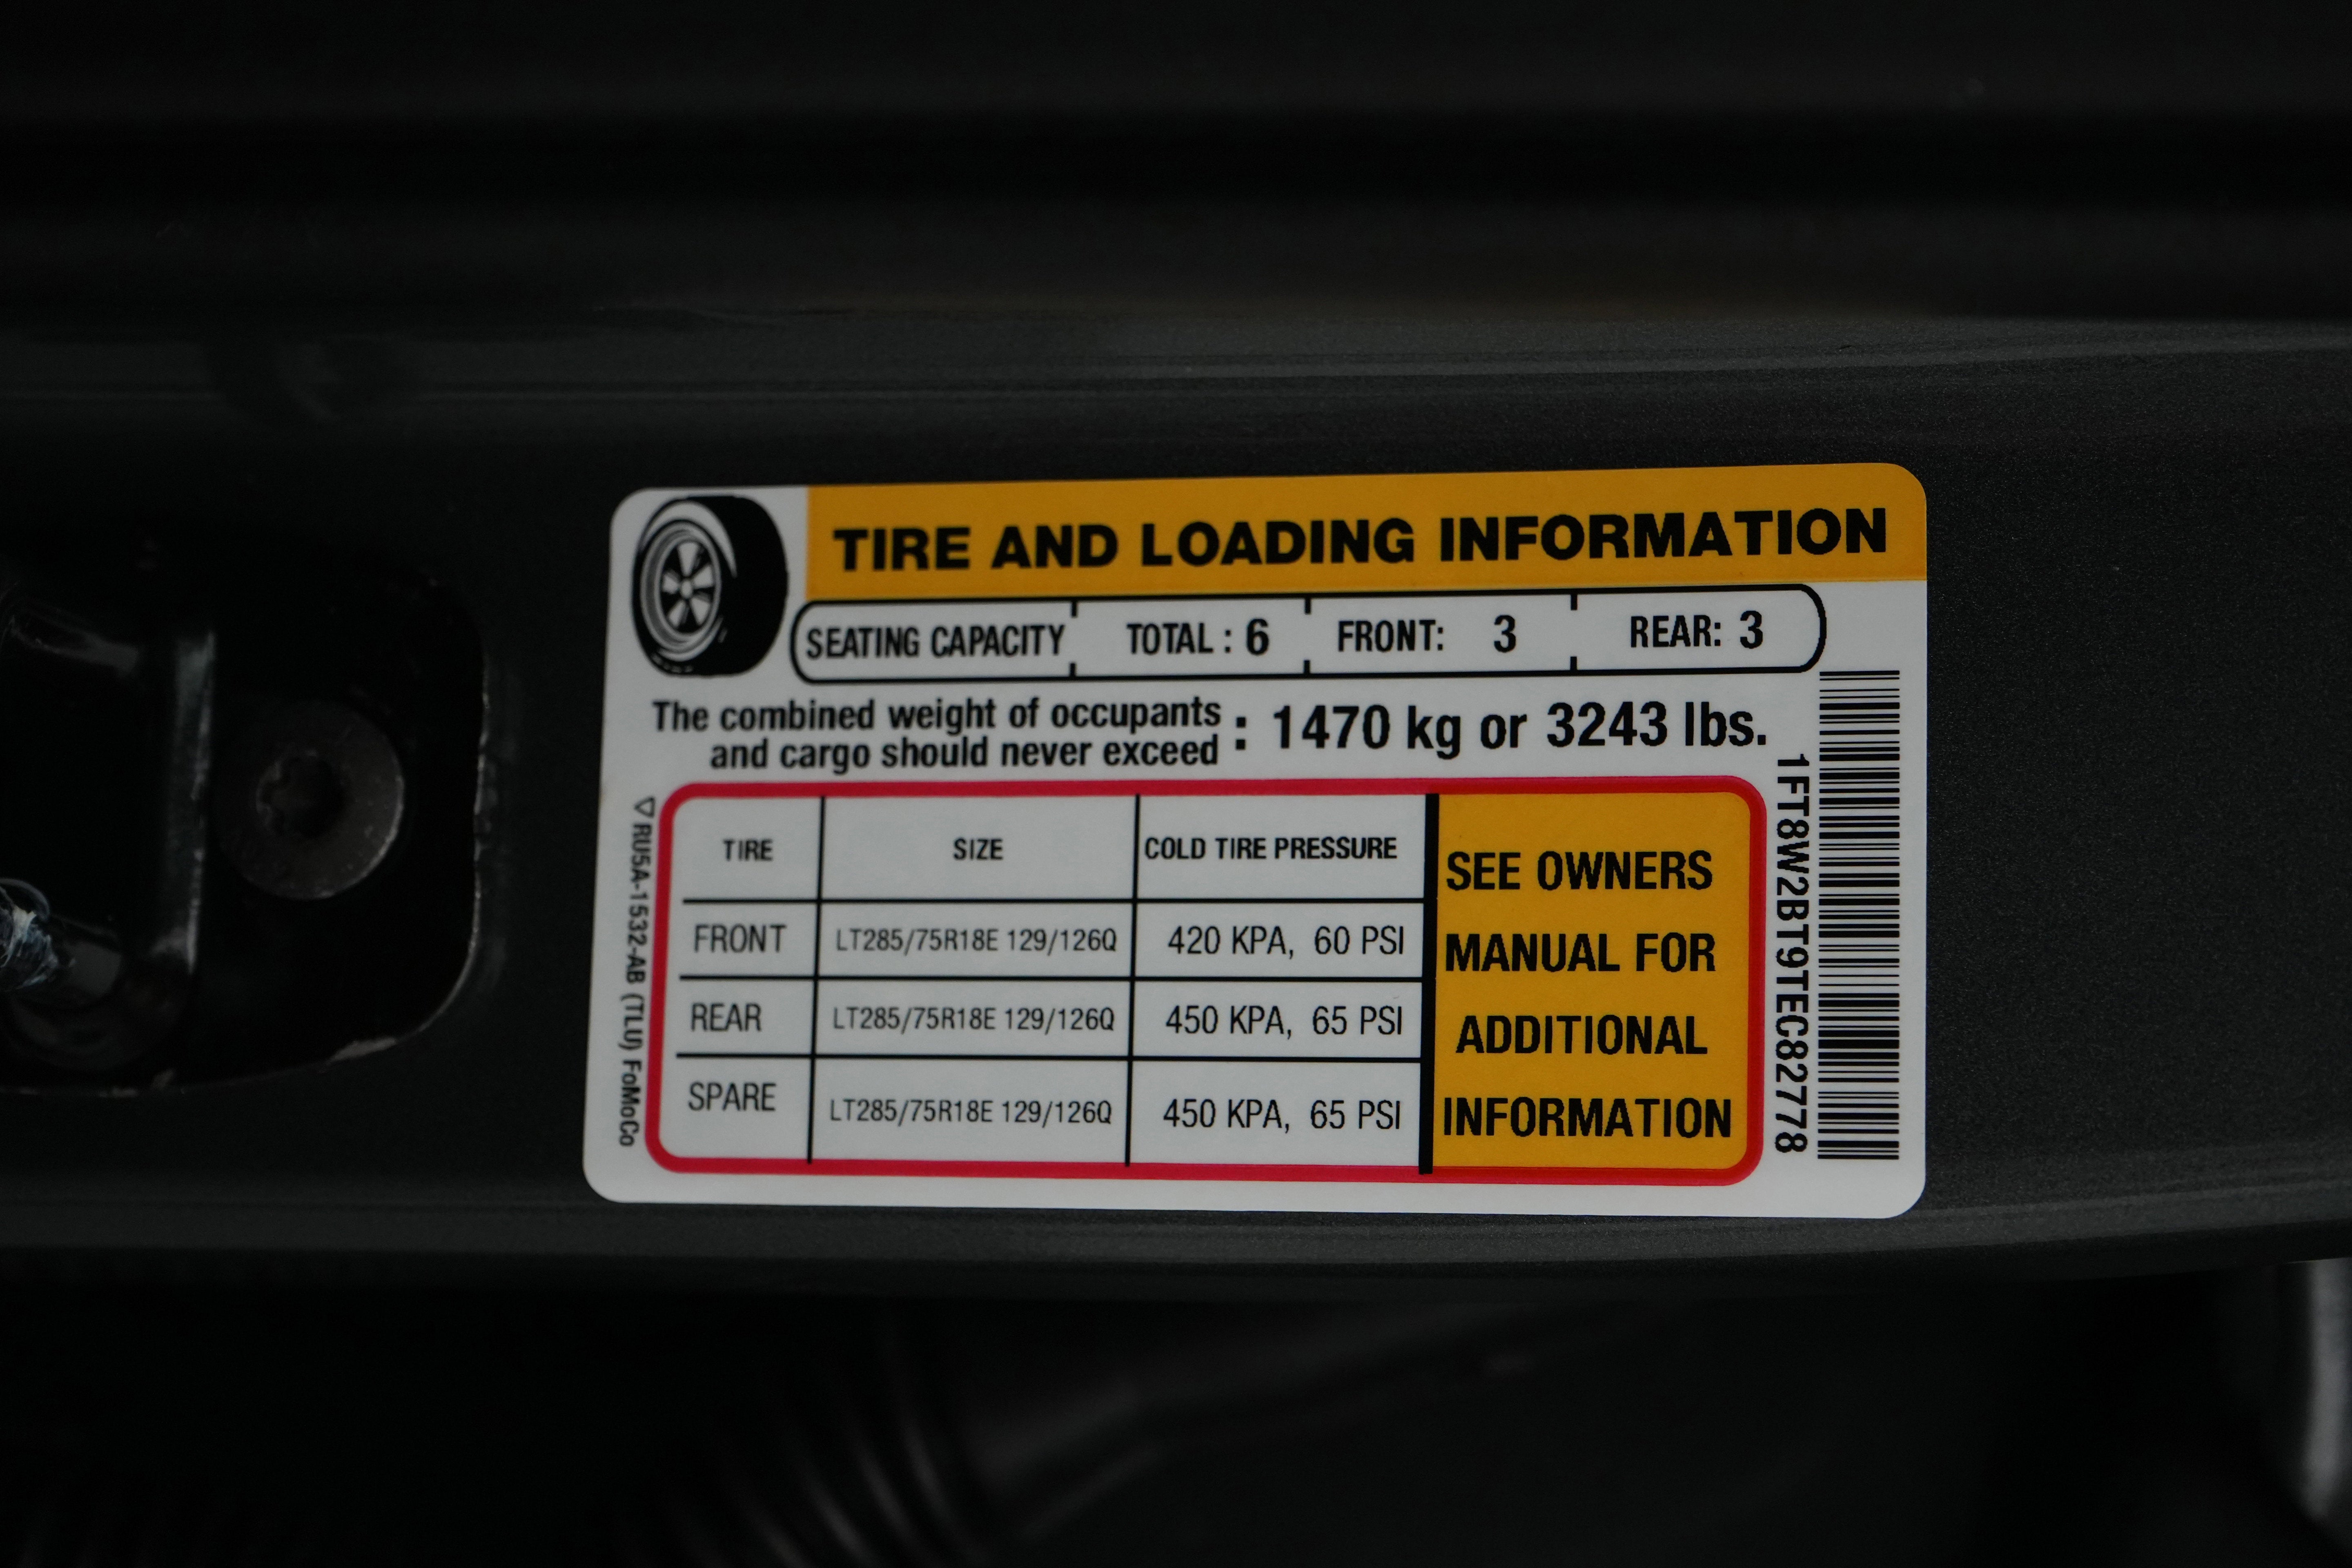 TIRE AND LOADING INFORMATION
SEATING CAPACITY TOTAL : 6 FRONT: 3 REAR: 3
The combined weight of occupants
and cargo should never exceed : 1470 kg or 3243 lbs.
TIRE SIZE COLD TIRE PRESSURE
FRONT LT285/75R18E 129/126Q 420 KPA, 60 PSI
REAR LT285/75R18E 129/126Q 450 KPA, 65 PSI
SPARE LT285/75R18E 129/126Q 450 KPA, 65 PSI
SEE OWNERS
MANUAL FOR
ADDITIONAL
INFORMATION
1FT8W2BT9TEC82778
RU5A-1532-AB (TLU) FoMoCo